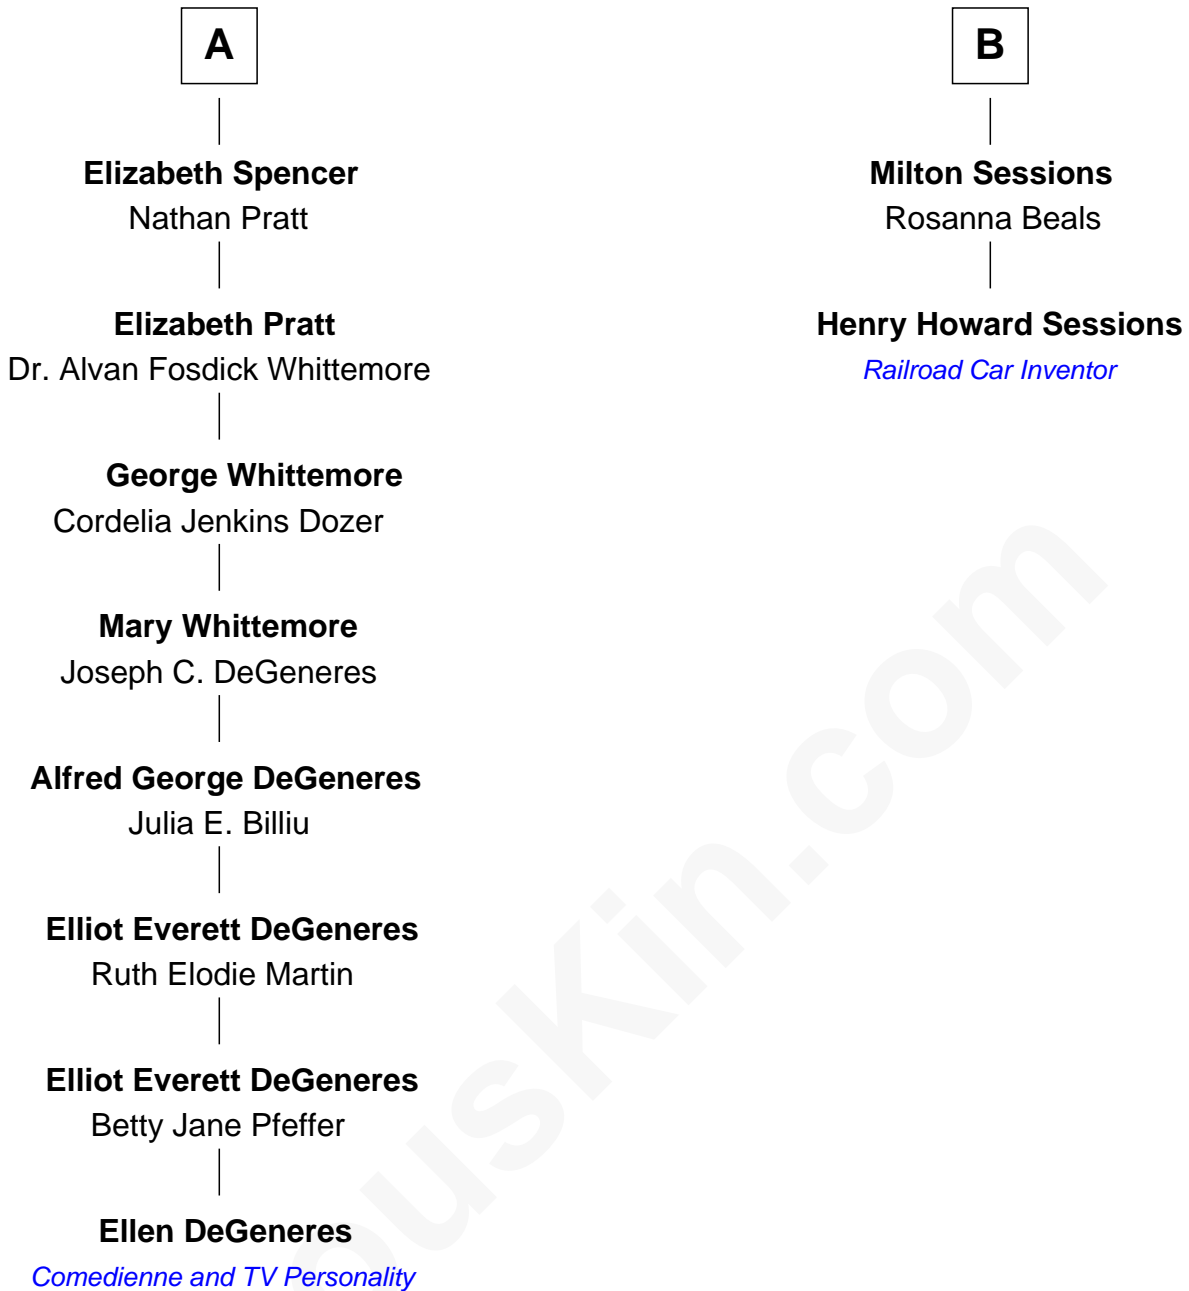 A
Elizabeth Spencer
Nathan Pratt
Elizabeth Pratt
Dr. Alvan Fosdick Whittemore
George Whittemore
Cordelia Jenkins Dozer
Mary Whittemore
Joseph C. DeGeneres
Alfred George DeGeneres
Julia E. Billiu
Elliot Everett DeGeneres
Ruth Elodie Martin
Elliot Everett DeGeneres
Betty Jane Pfeffer
Ellen DeGeneres
Comedienne and TV Personality
B
Milton Sessions
Rosanna Beals
Henry Howard Sessions
Railroad Car Inventor
ousKin.com